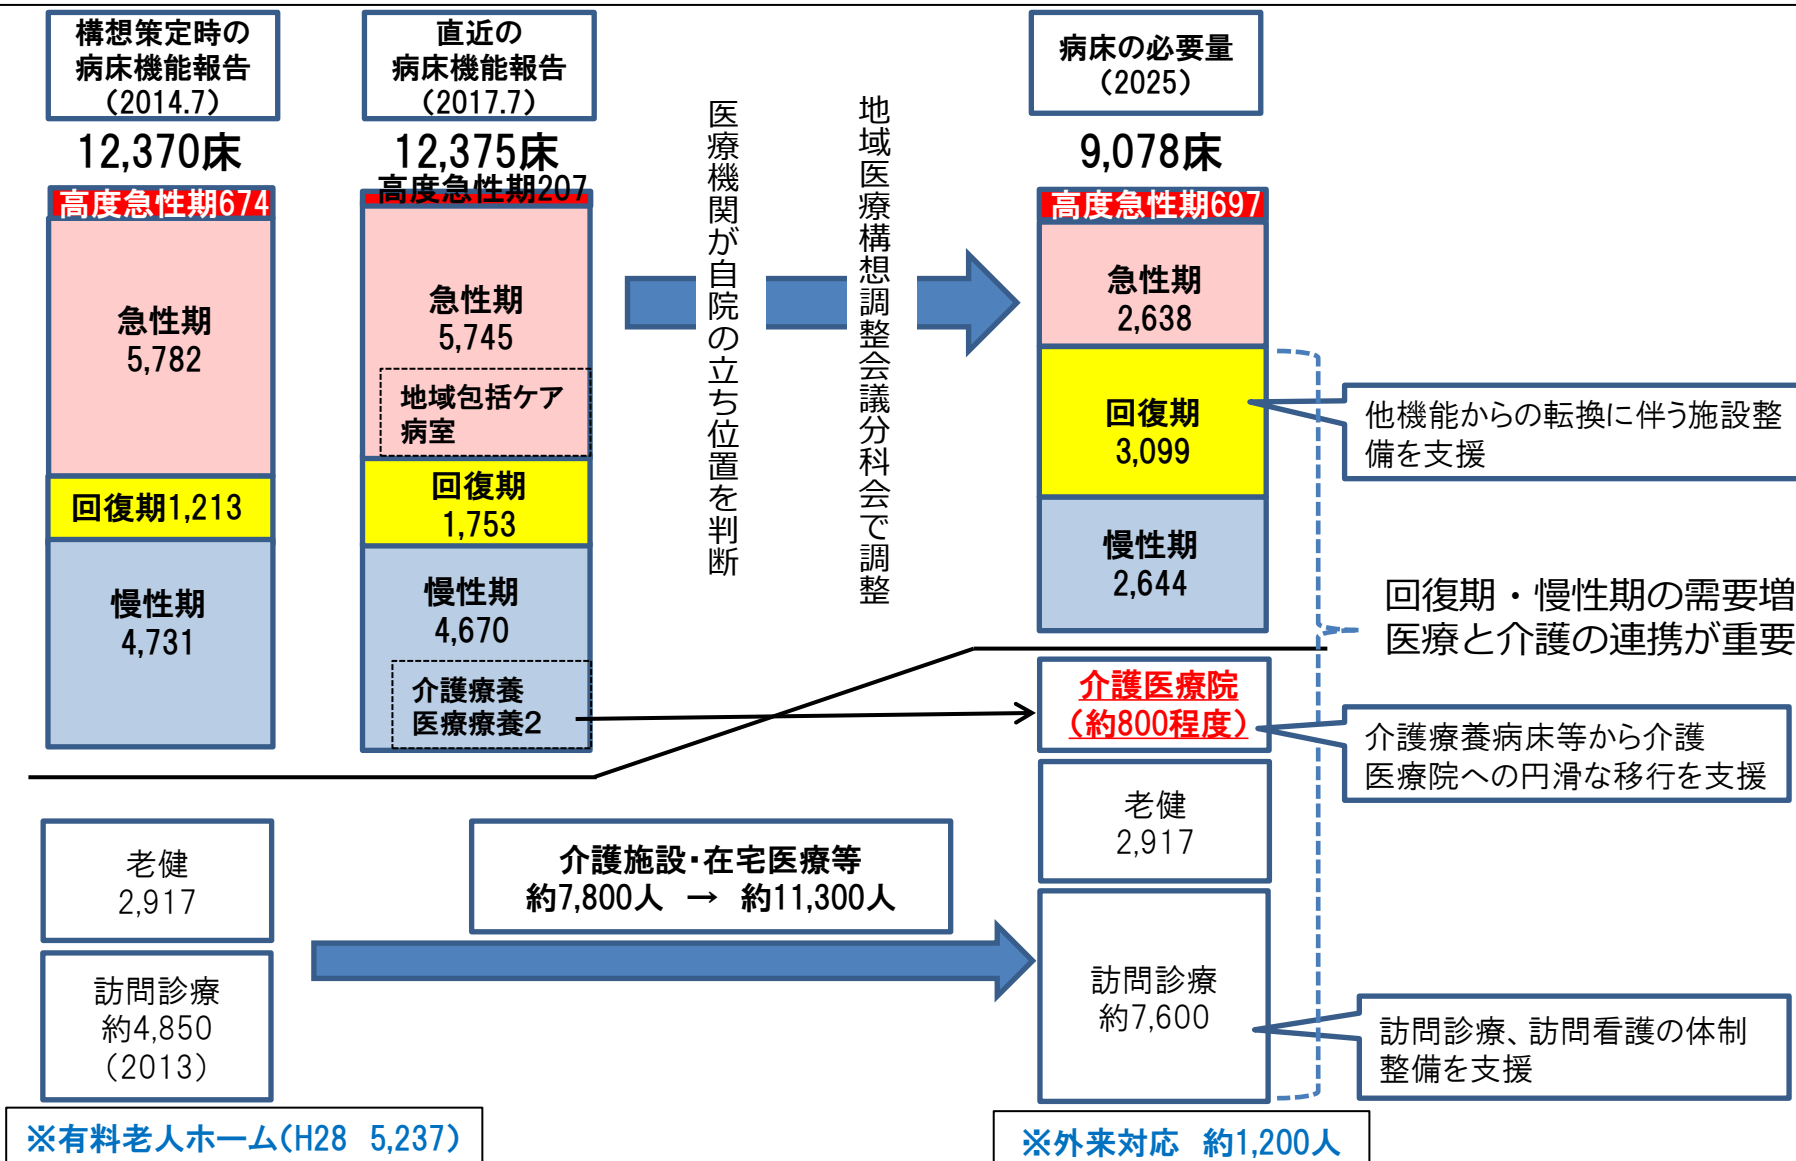 構想策定時の
病床機能報告
（2014.7）
12,370床
高度急性期674
急性期
5,782
回復期1,213
慢性期
4,731
直近の
病床機能報告
（2017.7）
12,375床
高度急性期207
急性期
5,745
地域包括ケア
病室
回復期
1,753
慢性期
4,670
介護療養
医療療養2
医療機関が自院の立ち位置を判断
地域医療構想調整会議分科会で調整
病床の必要量
（2025）
9,078床
高度急性期697
急性期
2,638
回復期
3,099
慢性期
2,644
他機能からの転換に伴う施設整
備を支援
回復期・慢性期の需要増
医療と介護の連携が重要
介護医療院
（約800程度）
介護療養病床等から介護
医療院への円滑な移行を支援
老健
2,917
訪問診療
約4,850
（2013）
介護施設・在宅医療等
約7,800人 → 約11,300人
老健
2,917
訪問診療
約7,600
訪問診療、訪問看護の体制
整備を支援
※有料老人ホーム（H28 5,237）
※外来対応 約1,200人